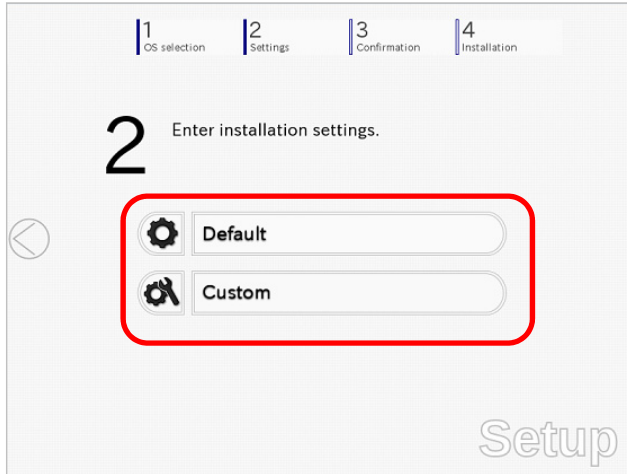 1
OS selection
2
Settings
3
Confirmation
4
Installation
2
Enter installation settings.
Default
Custom
Setup